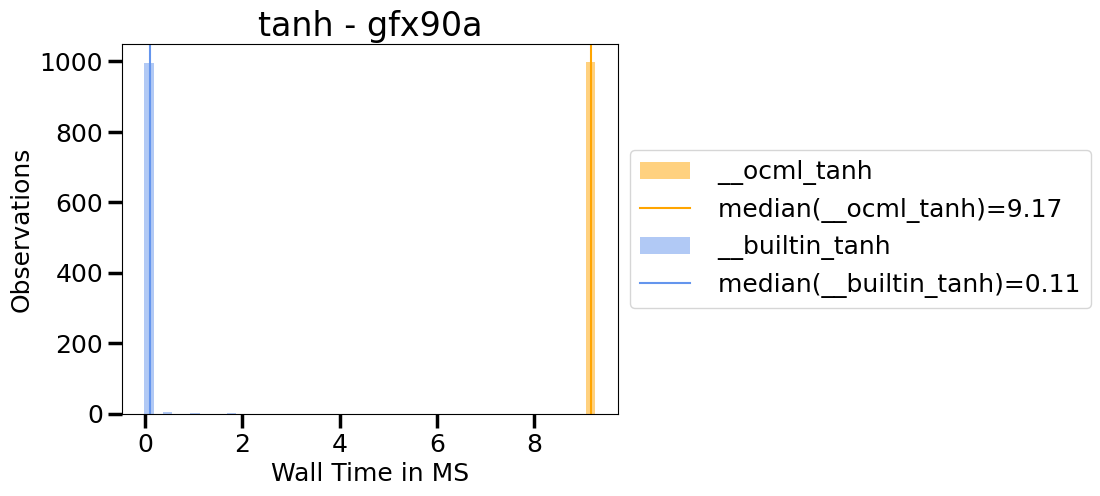 tanh - gfx90a
1000
800
600
400
200
0
Observations
0 2 4 6 8
Wall Time in MS
__ocml_tanh
median(__ocml_tanh)=9.17
__builtin_tanh
median(__builtin_tanh)=0.11